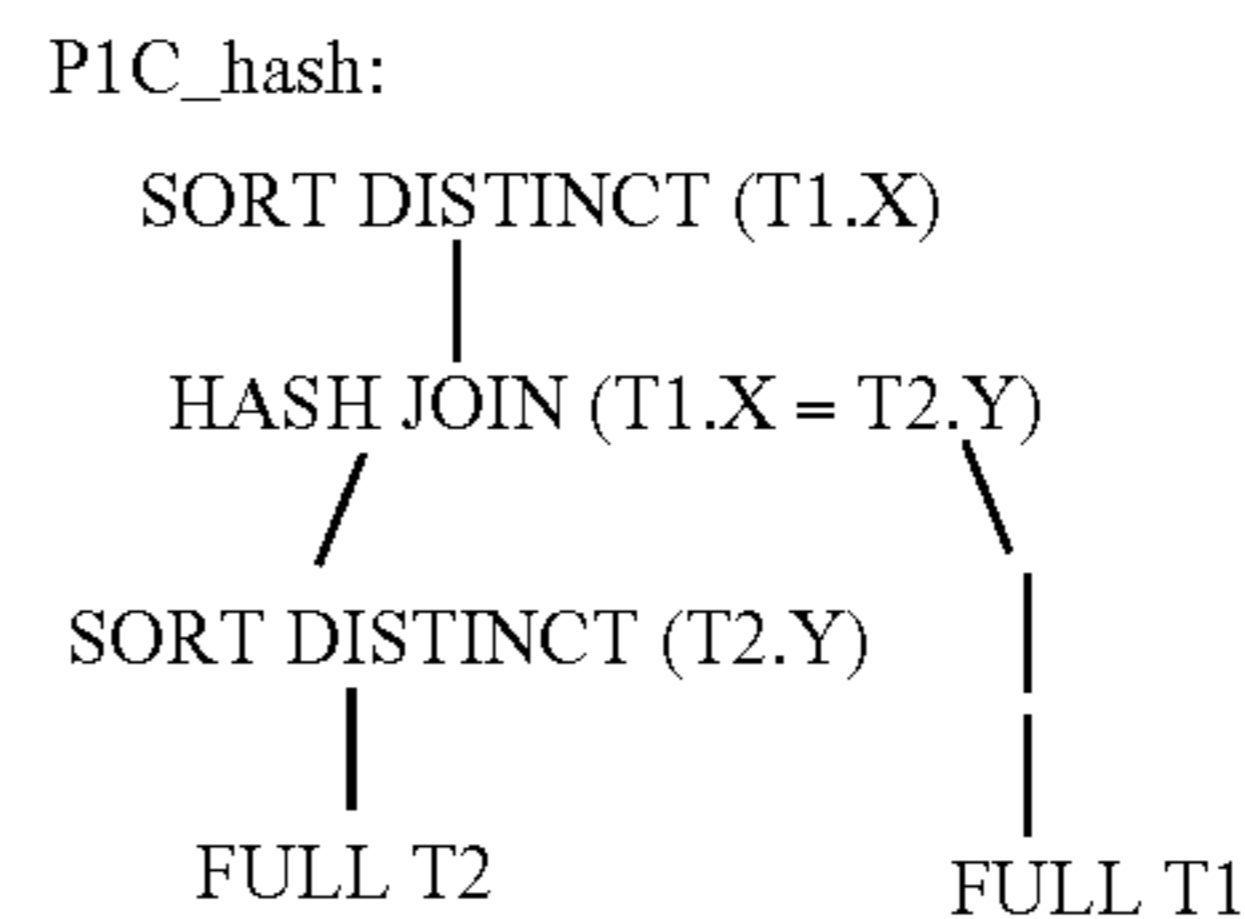 P1C_hash:
SORT DISTINCT (T1.X)
HASH JOIN (T1.X = T2.Y)
SORT DISTINCT (T2.Y)
FULL T2
FULL T1